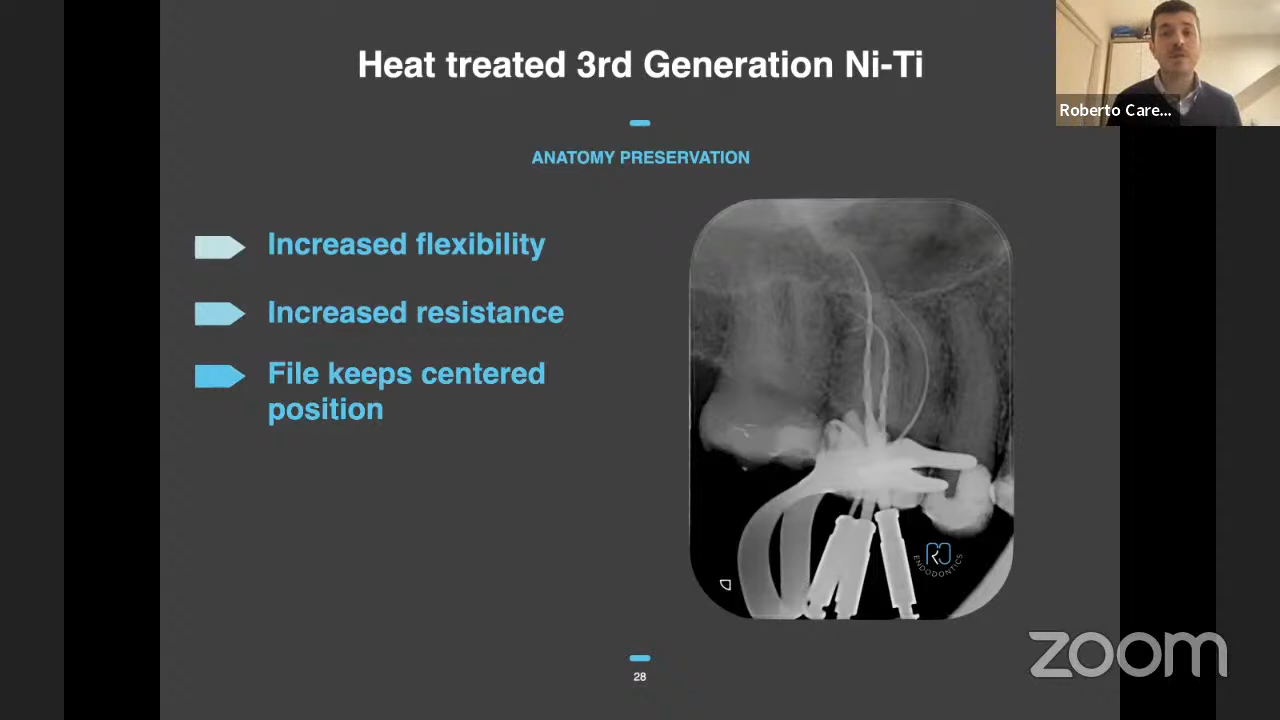 Heat treated 3rd Generation Ni-Ti
Roberto Care...
ANATOMY PRESERVATION
Increased flexibility
Increased resistance
File keeps centered
position
ENDODONTICS
zoom
28